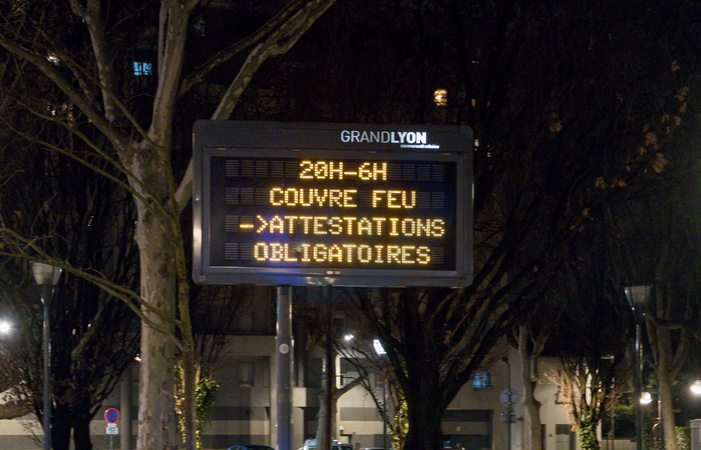 GRANDLYON
20H-6H
COUVRE FEU
->ATTESTATIONS
OBLIGATOIRES